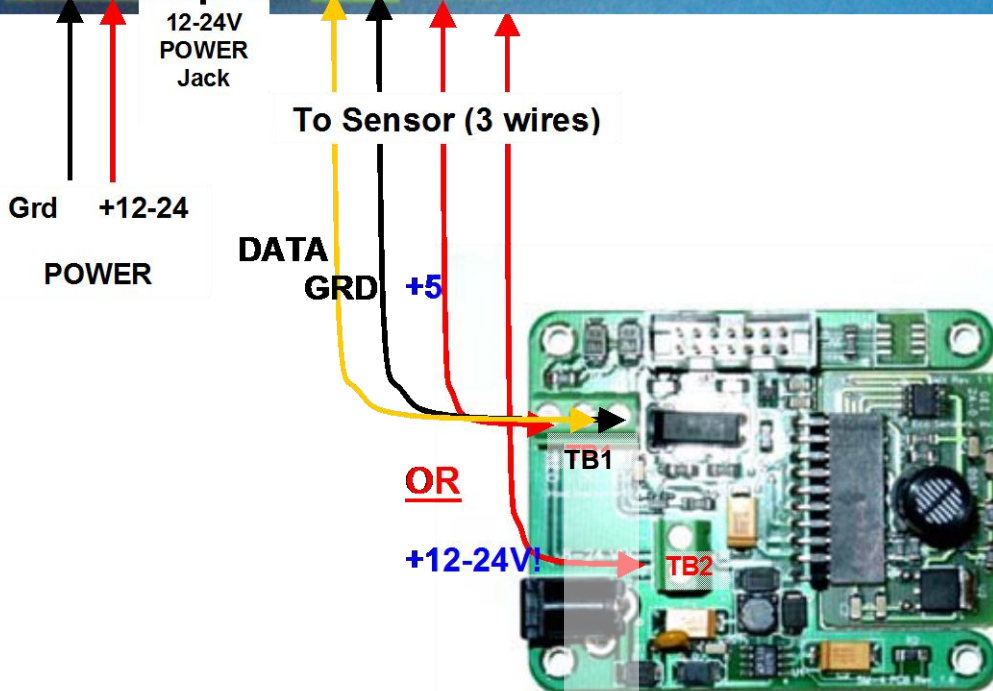 12-24V
POWER
Jack
To Sensor (3 wires)
Grd +12-24
POWER
DATA
GRD +5
TB1
OR
+12-24V!
TB2